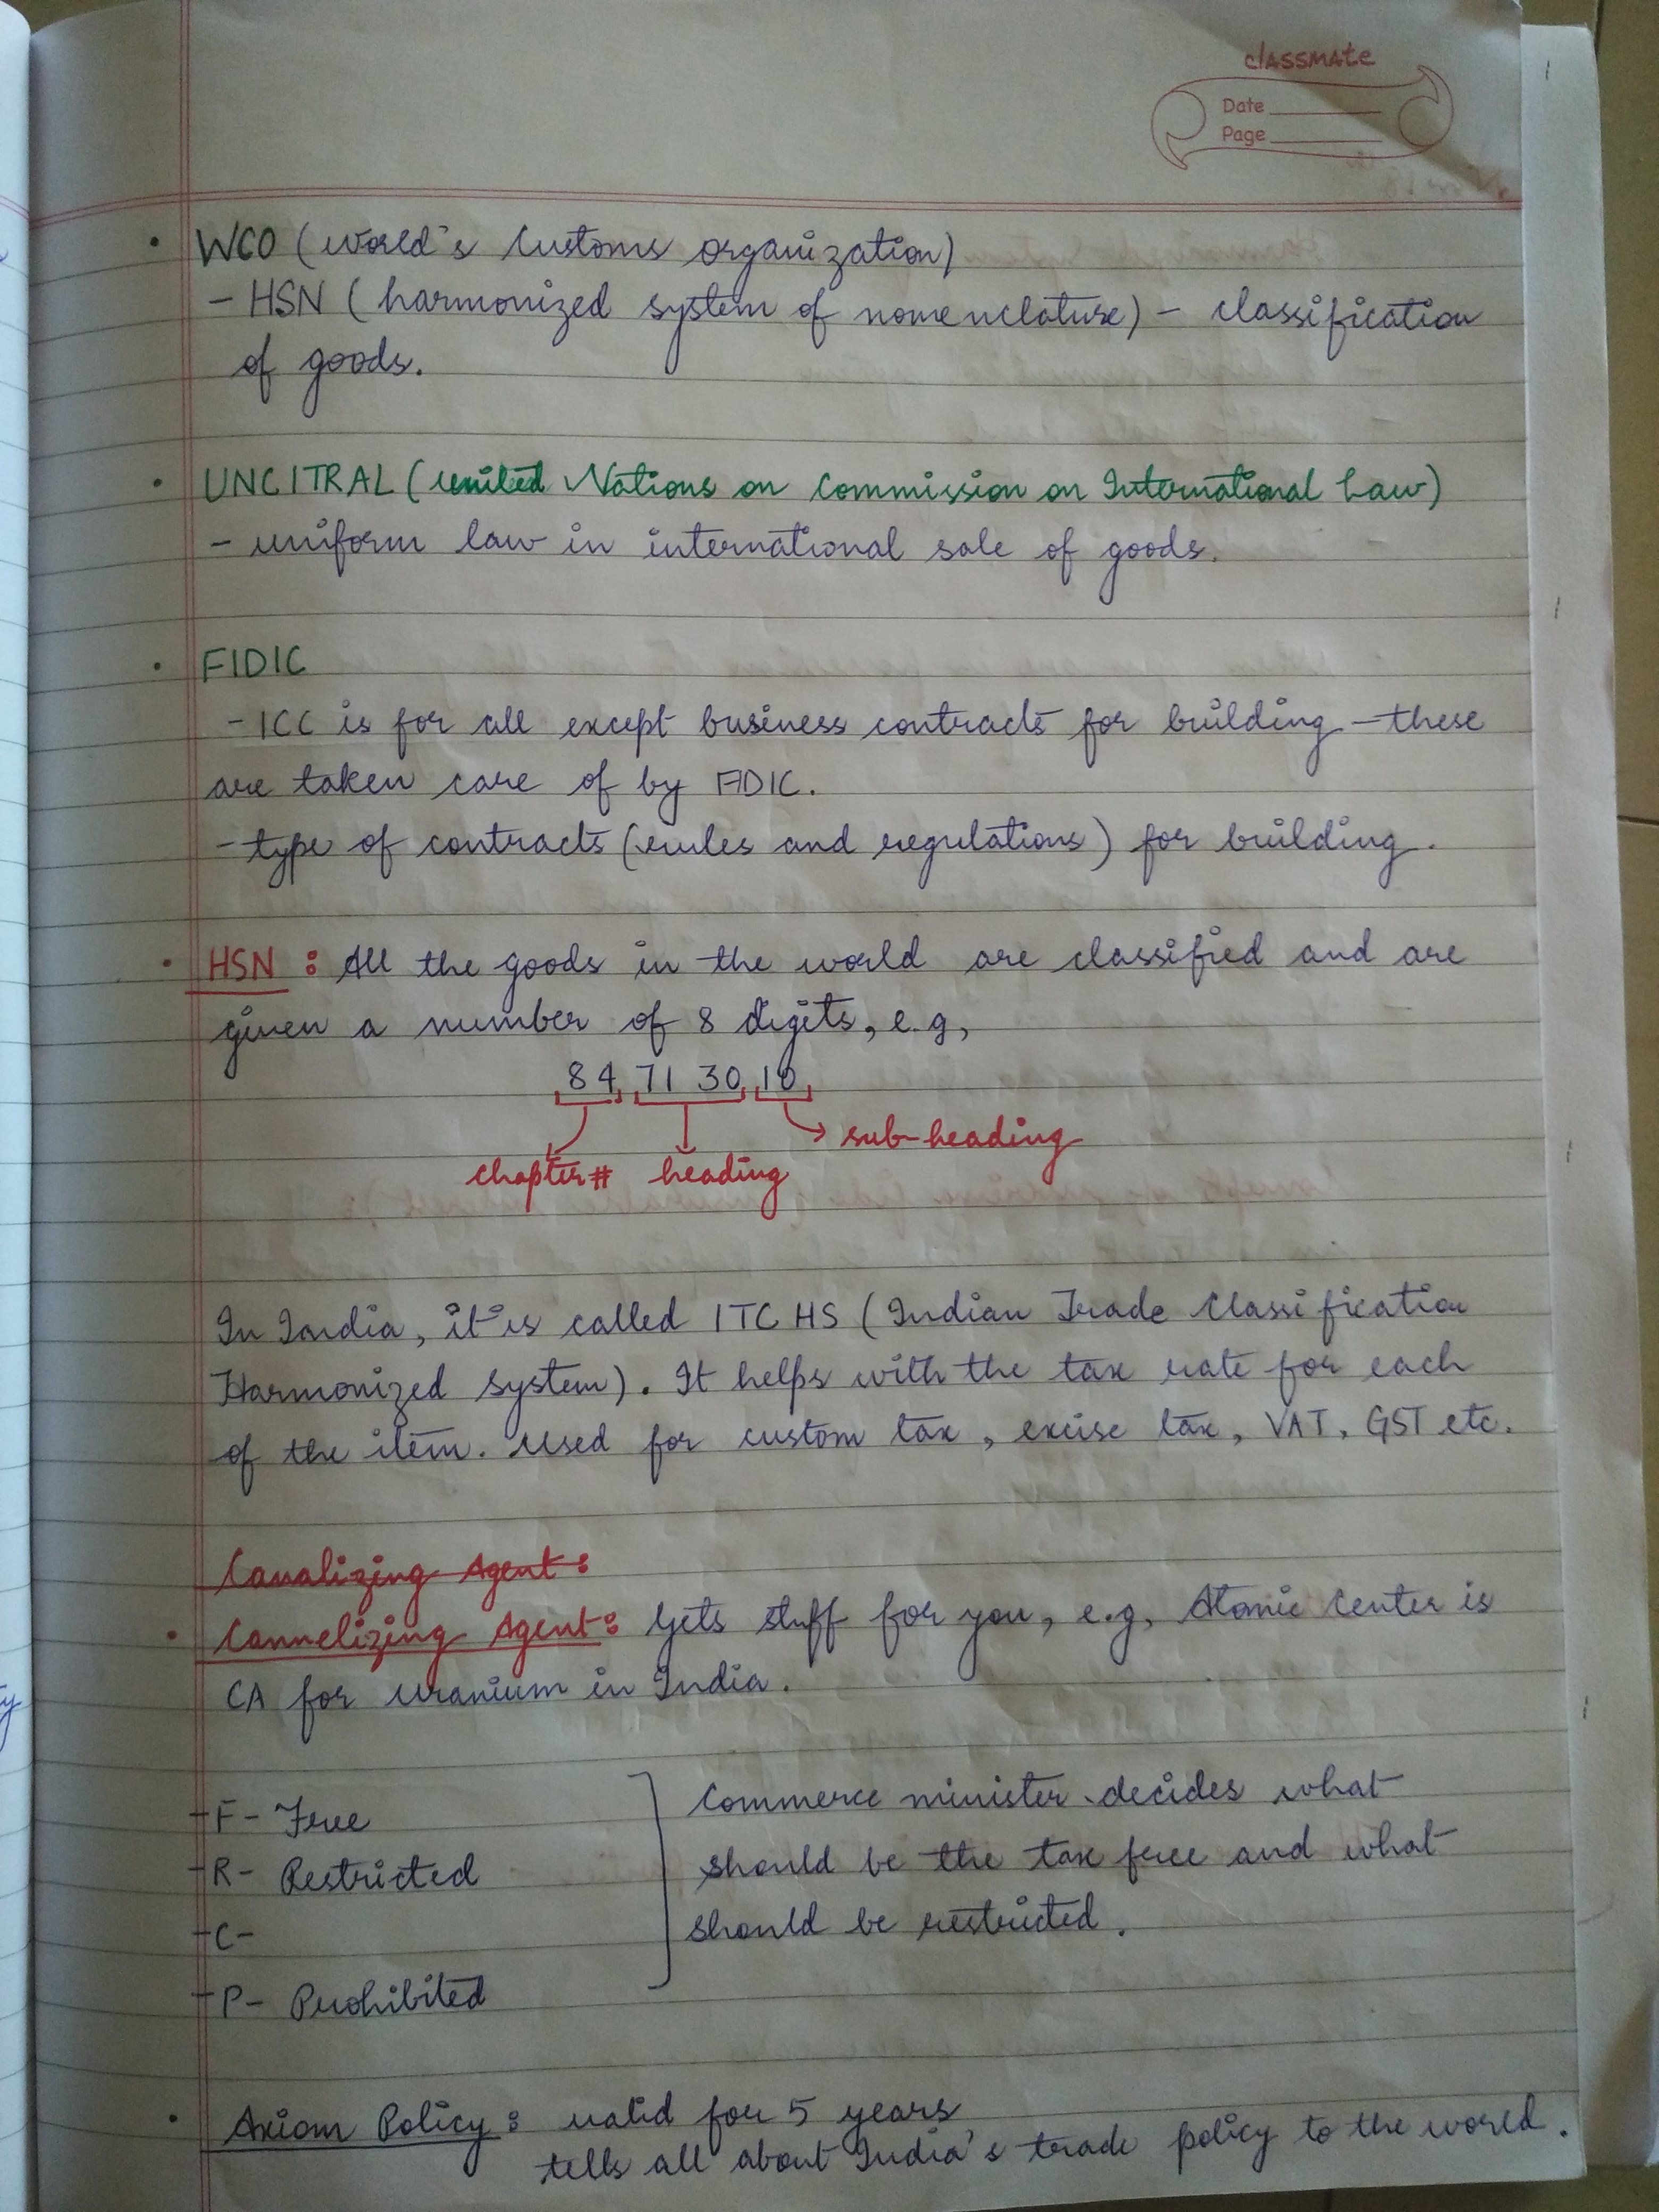 classmate
Date
Page
• WCO (World's Customs organization)
- HSN (harmonized system of nomenclature) - classification
of goods.
• UNCITRAL (United Nations on Commission on International Law)
- uniform law in international sale of goods.
• FIDIC
- ICC is for all except business contracts for building - these
are taken care of by FIDIC.
- type of contracts (rules and regulations) for building.
• HSN : All the goods in the world are classified and are
given a number of 8 digits, e.g,
84 71 30 10
sub-heading
chapter# heading
In India, it is called ITC HS (Indian Trade Classification
Harmonized System). It helps with the tax rate for each
of the item. Used for custom tax, excise tax, VAT, GST etc.
Canalizing Agent:
• Cannelizing Agent: Gets stuff for you, e.g, Atomic Center is
CA for Uranium in India.
- F - Free
- R - Restricted
- C -
- P - Prohibited
Commerce minister decides what
should be the tax free and what
should be restricted.
• Axiom Policy: valid for 5 years
tells all about India's trade policy to the world.